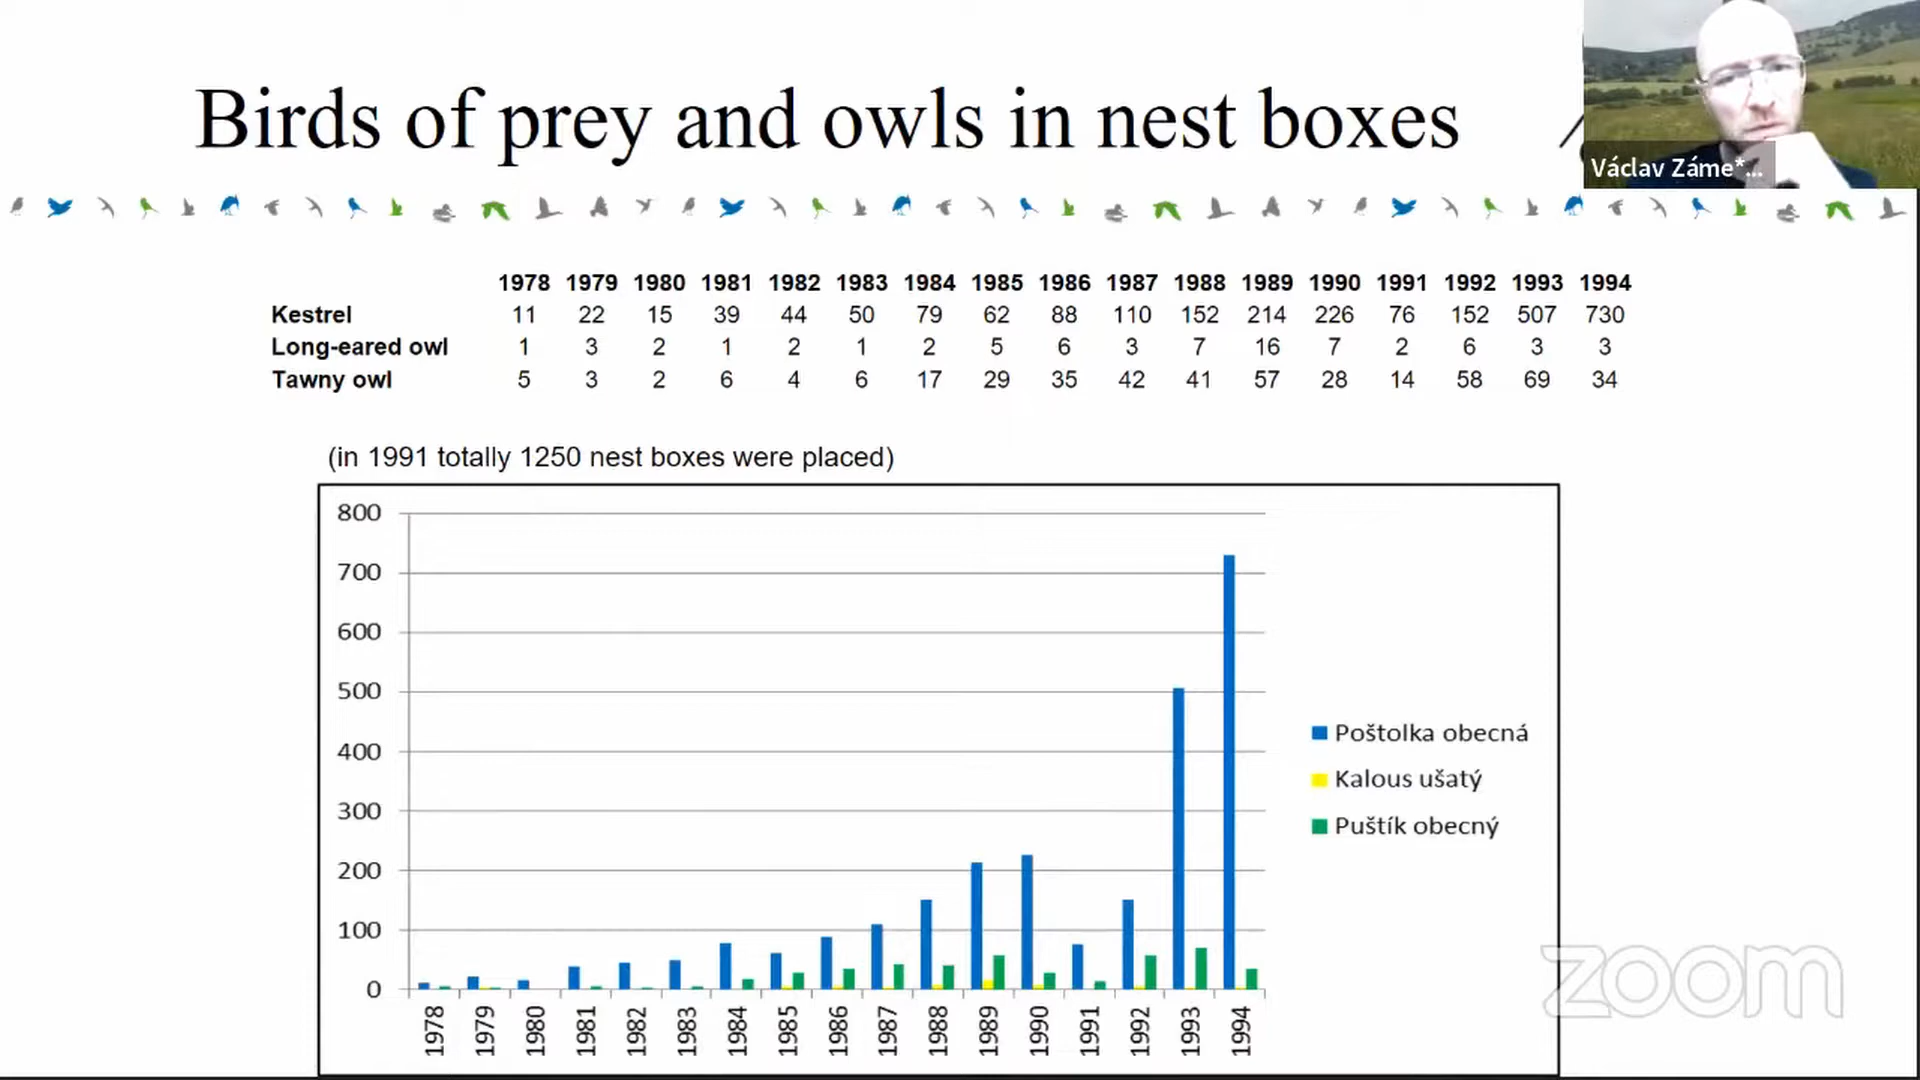 Birds of prey and owls in nest boxes
Václav Záme*...
1978 1979 1980 1981 1982 1983 1984 1985 1986 1987 1988 1989 1990 1991 1992 1993 1994
Kestrel 11 22 15 39 44 50 79 62 88 110 152 214 226 76 152 507 730
Long-eared owl 1 3 2 1 2 1 2 5 6 3 7 16 7 2 6 3 3
Tawny owl 5 3 2 6 4 6 17 29 35 42 41 57 28 14 58 69 34
(in 1991 totally 1250 nest boxes were placed)
800
700
600
500
400
300
200
100
0
1978 1979 1980 1981 1982 1983 1984 1985 1986 1987 1988 1989 1990 1991 1992 1993 1994
Poštolka obecná
Kalous ušatý
Puštík obecný
zoom